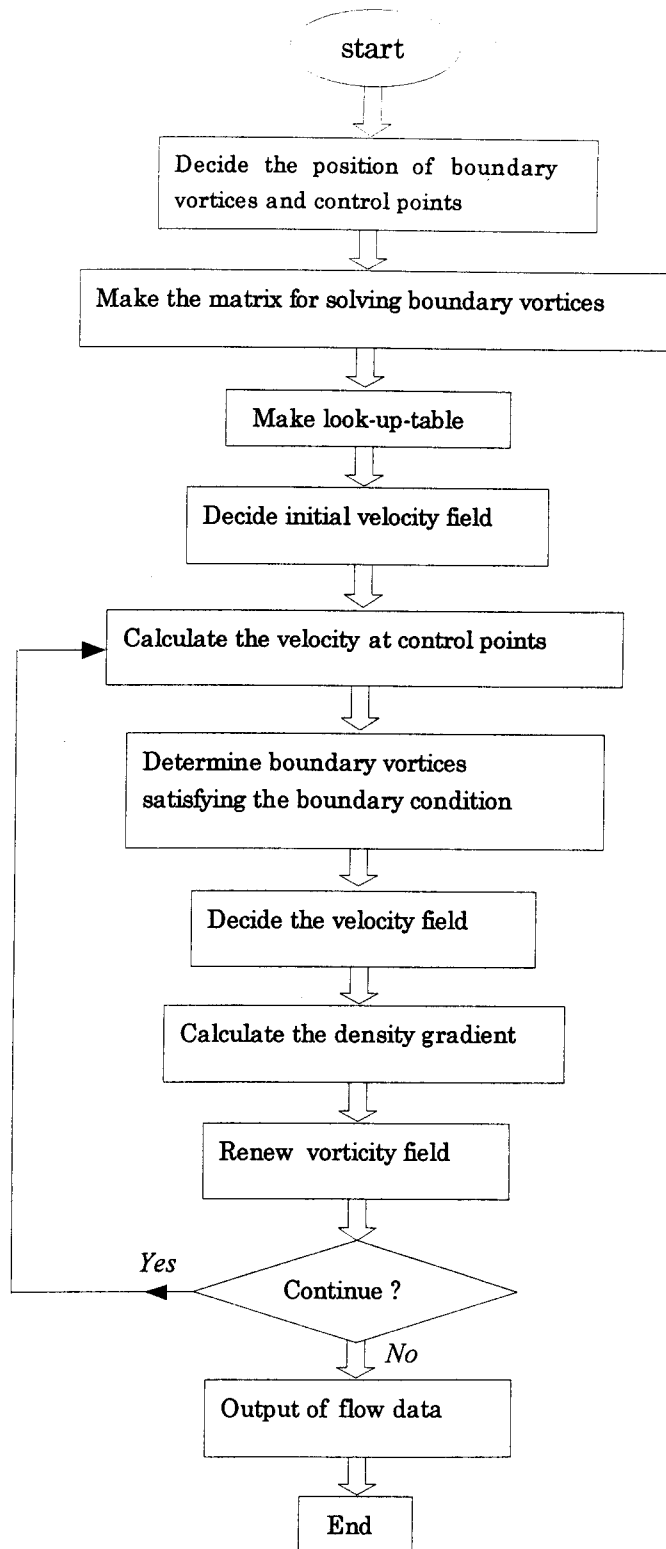 start
Decide the position of boundary
vortices and control points
Make the matrix for solving boundary vortices
Make look-up-table
Decide initial velocity field
Calculate the velocity at control points
Determine boundary vortices
satisfying the boundary condition
Decide the velocity field
Calculate the density gradient
Renew vorticity field
Yes
Continue ?
No
Output of flow data
End